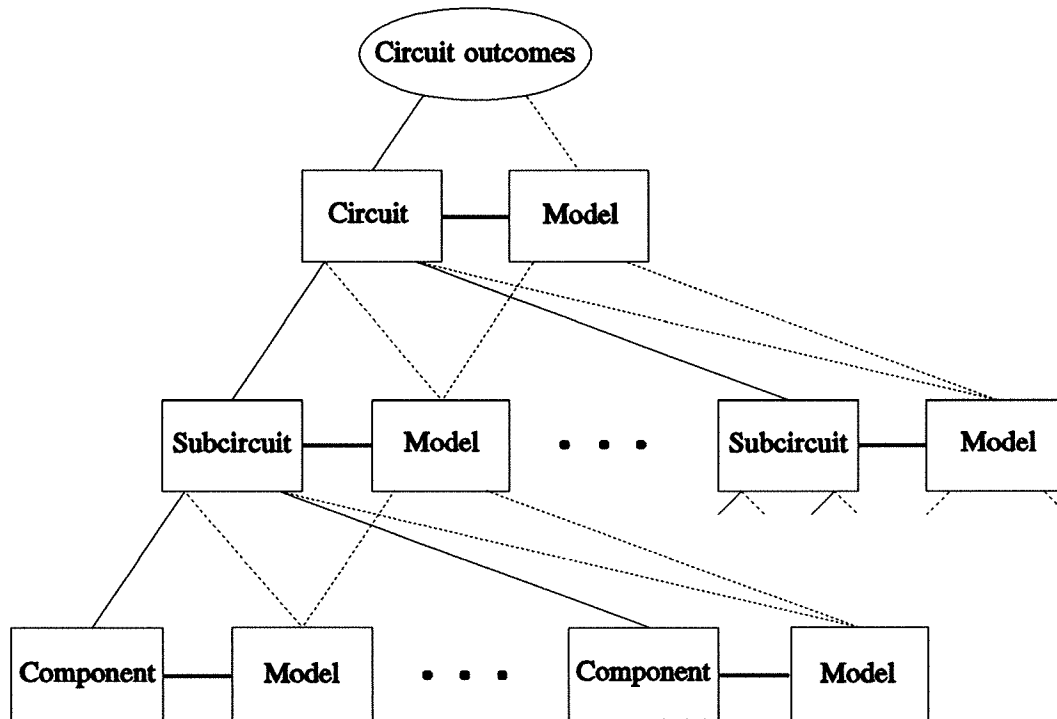 Circuit outcomes
Circuit
Model
Subcircuit
Model
Subcircuit
Model
Component
Model
Component
Model